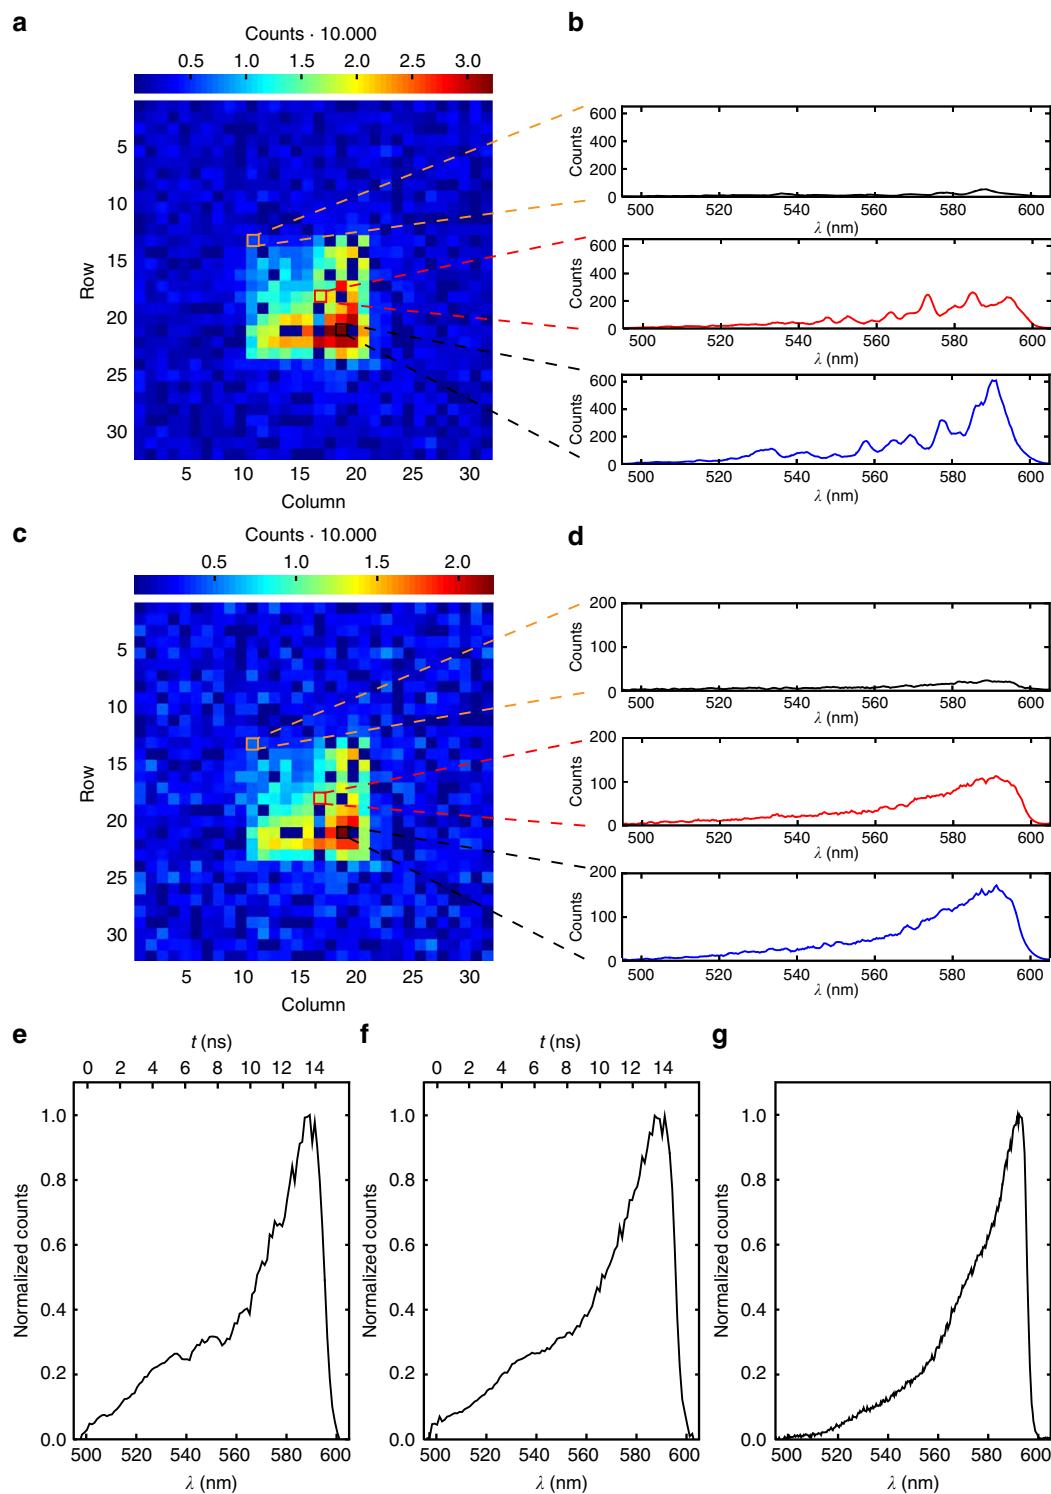 a
Counts · 10.000
0.5 1.0 1.5 2.0 2.5 3.0
Row
5
10
15
20
25
30
5 10 15 20 25 30
Column
b
Counts
600
400
200
0
500 520 540 560 580 600
λ (nm)
Counts
600
400
200
0
500 520 540 560 580 600
λ (nm)
Counts
600
400
200
0
500 520 540 560 580 600
λ (nm)
c
Counts · 10.000
0.5 1.0 1.5 2.0
Row
5
10
15
20
25
30
5 10 15 20 25 30
Column
d
Counts
200
100
0
500 520 540 560 580 600
λ (nm)
Counts
200
100
0
500 520 540 560 580 600
λ (nm)
Counts
200
100
0
500 520 540 560 580 600
λ (nm)
e
t (ns)
0 2 4 6 8 10 12 14
Normalized counts
1.0
0.8
0.6
0.4
0.2
0.0
500 520 540 560 580 600
λ (nm)
f
t (ns)
0 2 4 6 8 10 12 14
Normalized counts
1.0
0.8
0.6
0.4
0.2
0.0
500 520 540 560 580 600
λ (nm)
g
Normalized counts
1.0
0.8
0.6
0.4
0.2
0.0
500 520 540 560 580 600
λ (nm)